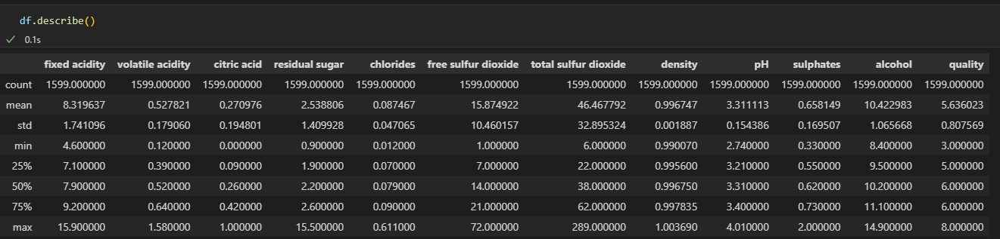 df.describe()
0.1s
fixed acidity volatile acidity citric acid residual sugar chlorides free sulfur dioxide total sulfur dioxide density pH sulphates alcohol quality
count 1599.000000 1599.000000 1599.000000 1599.000000 1599.000000 1599.000000 1599.000000 1599.000000 1599.000000 1599.000000 1599.000000 1599.000000
mean 8.319637 0.527821 0.270976 2.538806 0.087467 15.874922 46.467792 0.996747 3.311113 0.658149 10.422983 5.636023
std 1.741096 0.179060 0.194801 1.409928 0.047065 10.460157 32.895324 0.001887 0.154386 0.169507 1.065668 0.807569
min 4.600000 0.120000 0.000000 0.900000 0.012000 1.000000 6.000000 0.990070 2.740000 0.330000 8.400000 3.000000
25% 7.100000 0.390000 0.090000 1.900000 0.070000 7.000000 22.000000 0.995600 3.210000 0.550000 9.500000 5.000000
50% 7.900000 0.520000 0.260000 2.200000 0.079000 14.000000 38.000000 0.996750 3.310000 0.620000 10.200000 6.000000
75% 9.200000 0.640000 0.420000 2.600000 0.090000 21.000000 62.000000 0.997835 3.400000 0.730000 11.100000 6.000000
max 15.900000 1.580000 1.000000 15.500000 0.611000 72.000000 289.000000 1.003690 4.010000 2.000000 14.900000 8.000000